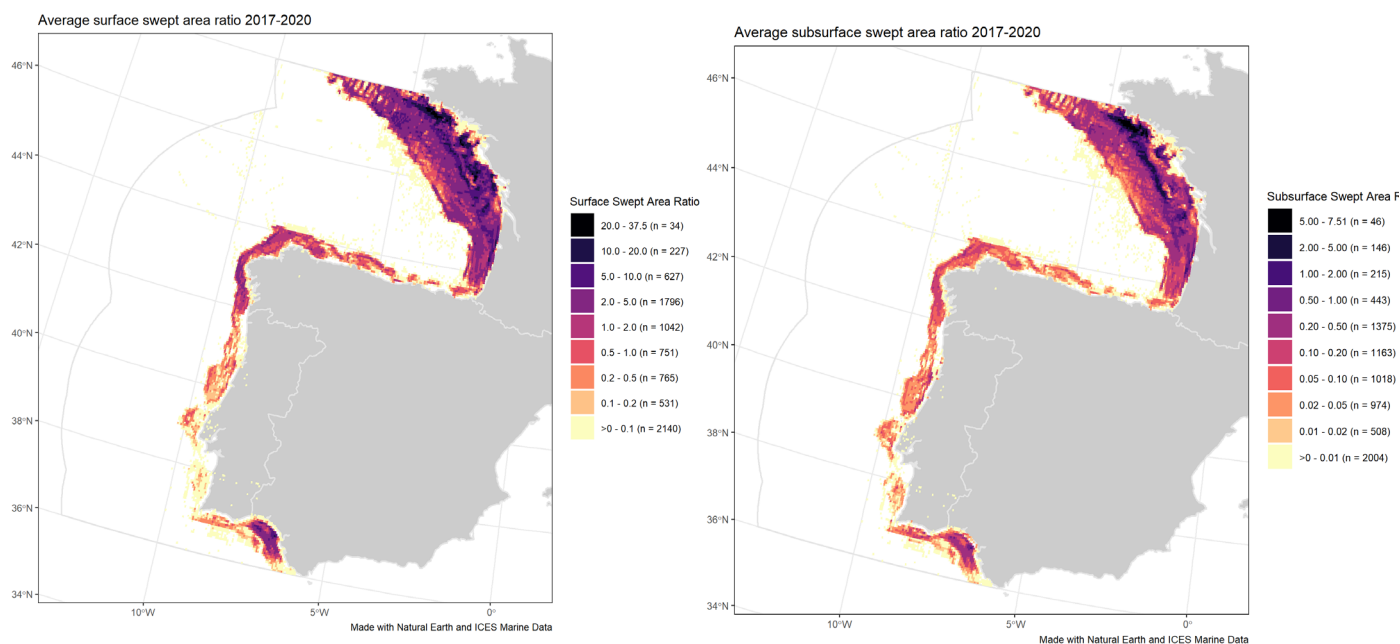 Average surface swept area ratio 2017-2020
46°N
44°N
42°N
40°N
38°N
36°N
34°N
10°W
5°W
0°
Made with Natural Earth and ICES Marine Data
Surface Swept Area Ratio
20.0 - 37.5 (n = 34)
10.0 - 20.0 (n = 227)
5.0 - 10.0 (n = 627)
2.0 - 5.0 (n = 1796)
1.0 - 2.0 (n = 1042)
0.5 - 1.0 (n = 751)
0.2 - 0.5 (n = 765)
0.1 - 0.2 (n = 531)
>0 - 0.1 (n = 2140)
Average subsurface swept area ratio 2017-2020
46°N
44°N
42°N
40°N
38°N
36°N
34°N
10°W
5°W
0°
Made with Natural Earth and ICES Marine Data
Subsurface Swept Area R
5.00 - 7.51 (n = 46)
2.00 - 5.00 (n = 146)
1.00 - 2.00 (n = 215)
0.50 - 1.00 (n = 443)
0.20 - 0.50 (n = 1375)
0.10 - 0.20 (n = 1163)
0.05 - 0.10 (n = 1018)
0.02 - 0.05 (n = 974)
0.01 - 0.02 (n = 508)
>0 - 0.01 (n = 2004)